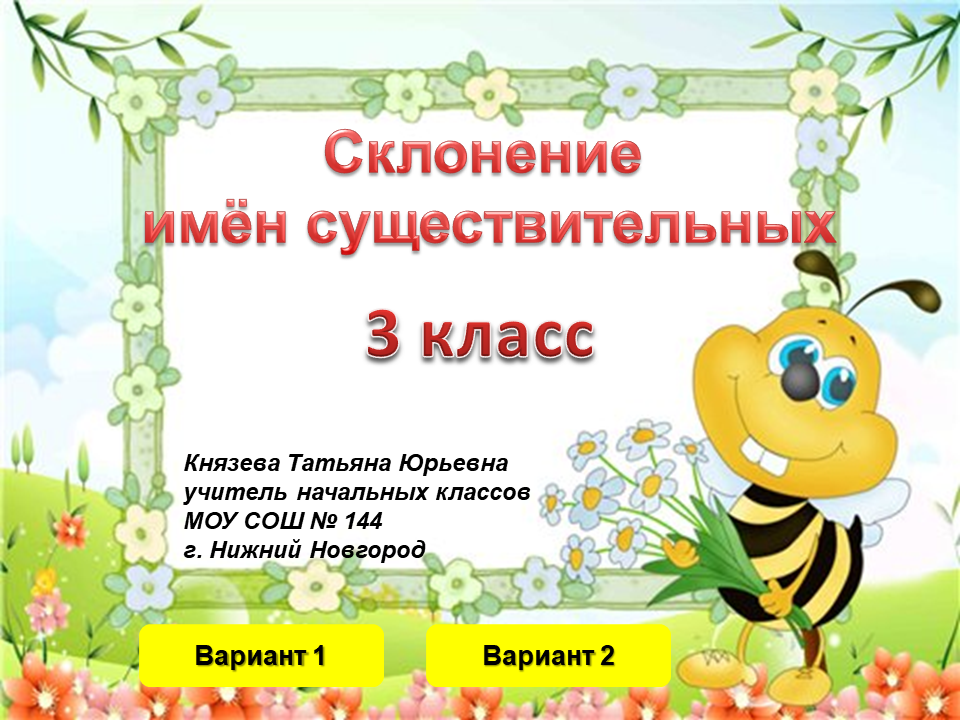 Склонение
имён существительных
3 класс
Князева Татьяна Юрьевна
учитель начальных классов
МОУ СОШ № 144
г. Нижний Новгород
Вариант 1
Вариант 2